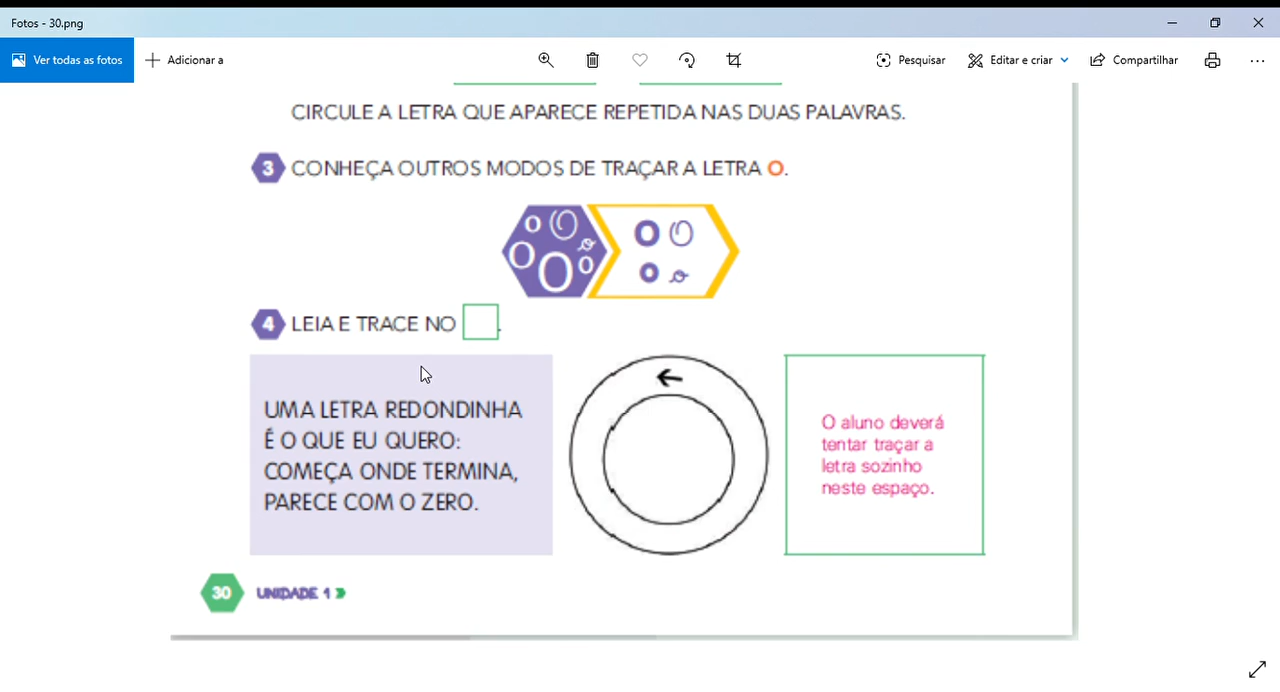 Fotos - 30.png
Ver todas as fotos
Adicionar a
Pesquisar
Editar e criar
Compartilhar
CIRCULE A LETRA QUE APARECE REPETIDA NAS DUAS PALAVRAS.
3 CONHEÇA OUTROS MODOS DE TRAÇAR A LETRA O.
O O O O O O o
O O
o o
4 LEIA E TRACE NO .
UMA LETRA REDONDINHA
É O QUE EU QUERO:
COMEÇA ONDE TERMINA,
PARECE COM O ZERO.
O aluno deverá
tentar traçar a
letra sozinho
neste espaço.
30 UNIDADE 1